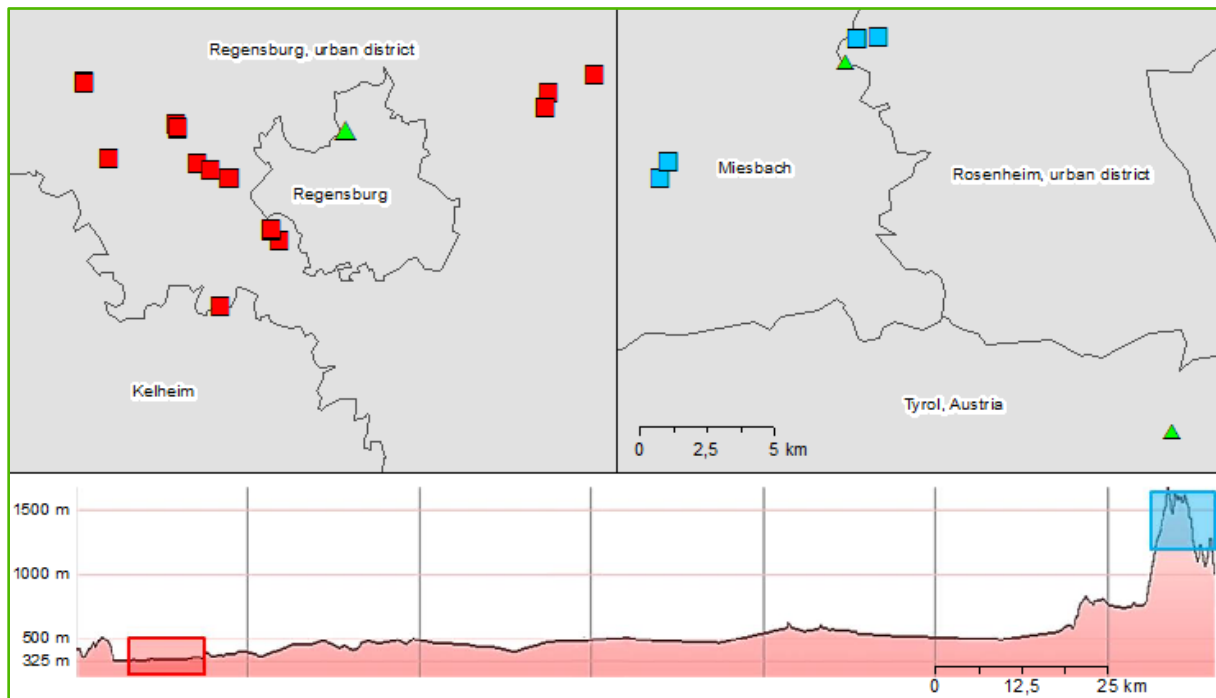 Regensburg, urban district
Regensburg
Kelheim
Miesbach
Rosenheim, urban district
Tyrol, Austria
0 2,5 5 km
1500 m
1000 m
500 m
325 m
0 12,5 25 km